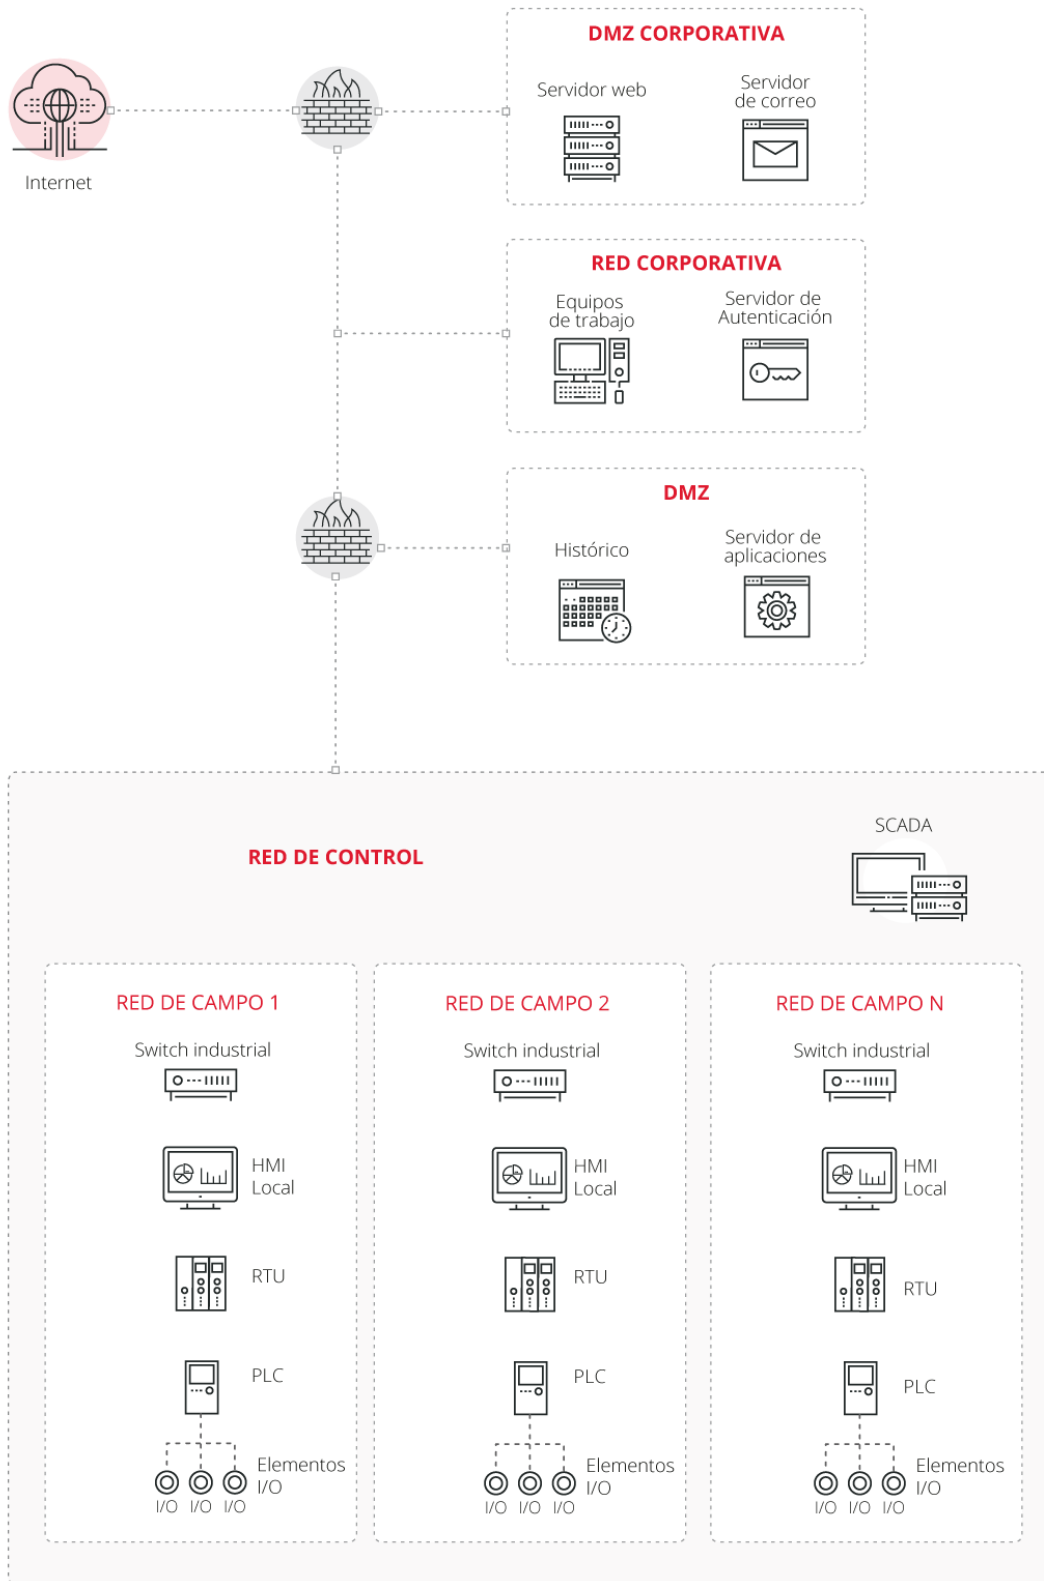 DMZ CORPORATIVA
Servidor web
Servidor
de correo
Internet
RED CORPORATIVA
Equipos
de trabajo
Servidor de
Autenticación
DMZ
Histórico
Servidor de
aplicaciones
SCADA
RED DE CONTROL
RED DE CAMPO 1
Switch industrial
HMI
Local
RTU
PLC
Elementos
I/O
I/O I/O I/O
RED DE CAMPO 2
Switch industrial
HMI
Local
RTU
PLC
Elementos
I/O
I/O I/O I/O
RED DE CAMPO N
Switch industrial
HMI
Local
RTU
PLC
Elementos
I/O
I/O I/O I/O